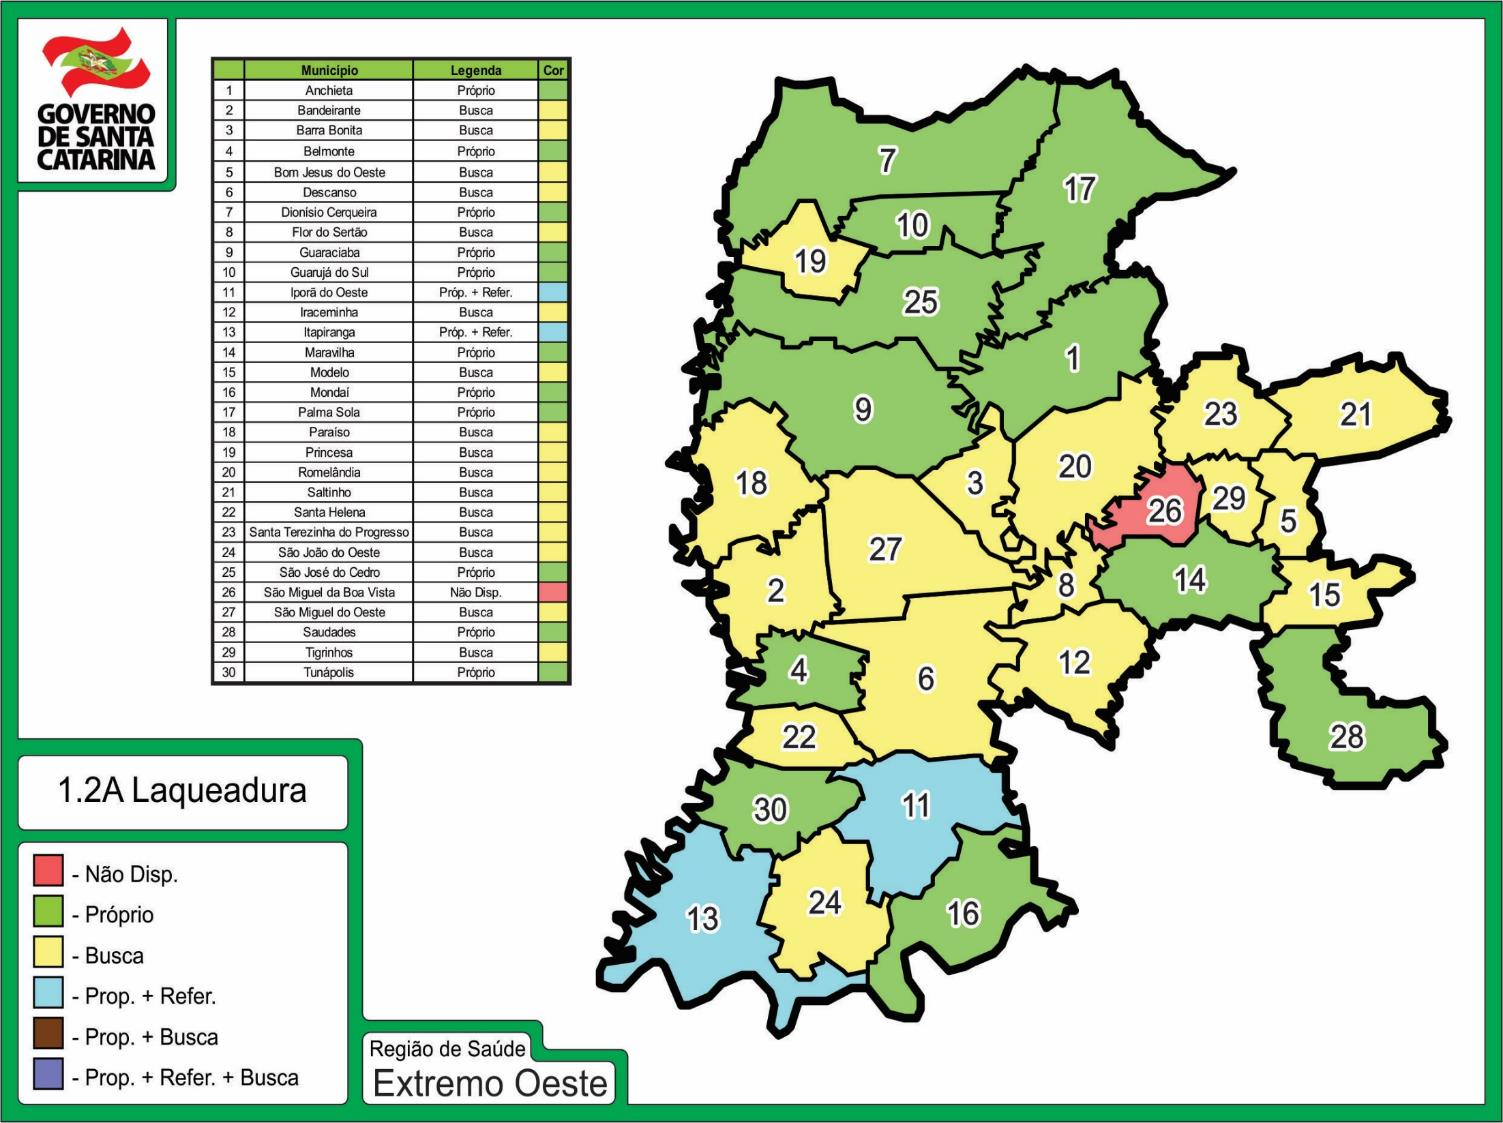 GOVERNO
DE SANTA
CATARINA
Município Legenda Cor
1 Anchieta Próprio
2 Bandeirante Busca
3 Barra Bonita Busca
4 Belmonte Próprio
5 Bom Jesus do Oeste Busca
6 Descanso Busca
7 Dionísio Cerqueira Próprio
8 Flor do Sertão Busca
9 Guaraciaba Próprio
10 Guarujá do Sul Próprio
11 Iporã do Oeste Próp. + Refer.
12 Iraceminha Busca
13 Itapiranga Próp. + Refer.
14 Maravilha Próprio
15 Modelo Busca
16 Mondaí Próprio
17 Palma Sola Próprio
18 Paraíso Busca
19 Princesa Busca
20 Romelândia Busca
21 Saltinho Busca
22 Santa Helena Busca
23 Santa Terezinha do Progresso Busca
24 São João do Oeste Busca
25 São José do Cedro Próprio
26 São Miguel da Boa Vista Não Disp.
27 São Miguel do Oeste Busca
28 Saudades Próprio
29 Tigrinhos Busca
30 Tunápolis Próprio
7
17
10
19
25
1
9
23
21
20
18
3
29
26
5
27
14
8
2
15
12
4
6
22
28
11
30
24
16
13
1.2A Laqueadura
- Não Disp.
- Próprio
- Busca
- Prop. + Refer.
- Prop. + Busca
- Prop. + Refer. + Busca
Região de Saúde
Extremo Oeste